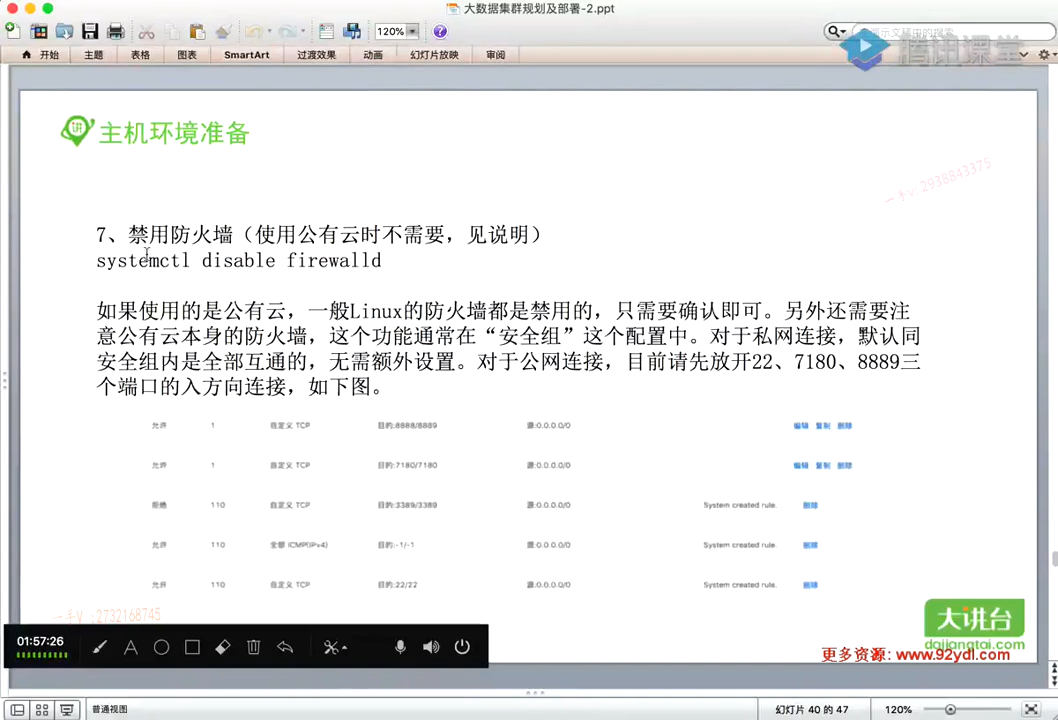 大数据集群规划及部署-2.ppt
120%
开始 主题 表格 图表 SmartArt 过渡效果 动画 幻灯片放映 审阅
腾讯课堂
讲 主机环境准备
一手V:2938843375
7、禁用防火墙（使用公有云时不需要，见说明）
systemctl disable firewalld
如果使用的是公有云，一般Linux的防火墙都是禁用的，只需要确认即可。另外还需要注
意公有云本身的防火墙，这个功能通常在“安全组”这个配置中。对于私网连接，默认同
安全组内是全部互通的，无需额外设置。对于公网连接，目前请先放开22、7180、8889三
个端口的入方向连接，如下图。
允许 1 自定义 TCP 目的:8888/8889 源:0.0.0.0/0 编辑 复制 删除
允许 1 自定义 TCP 目的:7180/7180 源:0.0.0.0/0 编辑 复制 删除
拒绝 110 自定义 TCP 目的:3389/3389 源:0.0.0.0/0 System created rule. 删除
允许 110 全部 ICMP(IPv4) 目的:-1/-1 源:0.0.0.0/0 System created rule. 删除
允许 110 自定义 TCP 目的:22/22 源:0.0.0.0/0 System created rule. 删除
一手V:2732168745
大讲台
dajiangtai.com
01:57:26
更多资源: www.92ydl.com
普通视图 幻灯片 40 的 47 120%